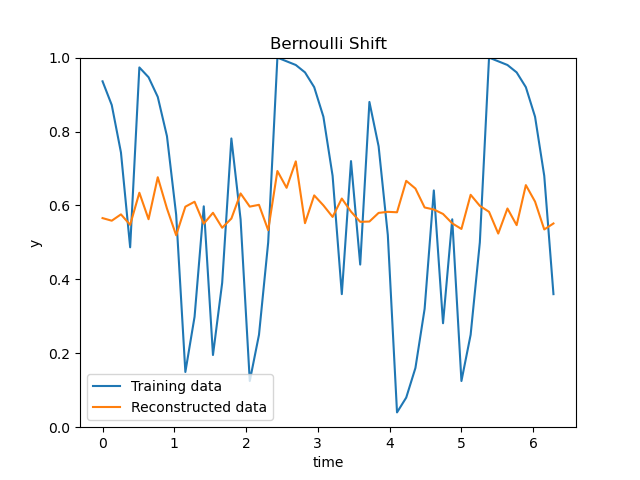 Bernoulli Shift
1.0
0.8
0.6
0.4
0.2
0.0
y
Training data
Reconstructed data
0 1 2 3 4 5 6
time